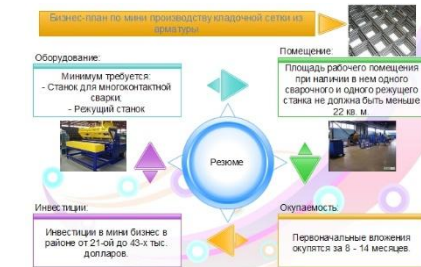 Бизнес-план по мини производству кладочной сетки из
арматуры
Оборудование:
Минимум требуется:
- Станок для многоконтактной
сварки;
- Режущий станок
Помещение:
Площадь рабочего помещения
при наличии в нем одного
сварочного и одного режущего
станка не должна быть меньше
22 кв. м.
Резюме
Инвестиции:
Инвестиции в мини бизнес в
районе от 21-ой до 43-х тыс.
долларов.
Окупаемость:
Первоначальные вложения
окупятся за 8 - 14 месяцев.